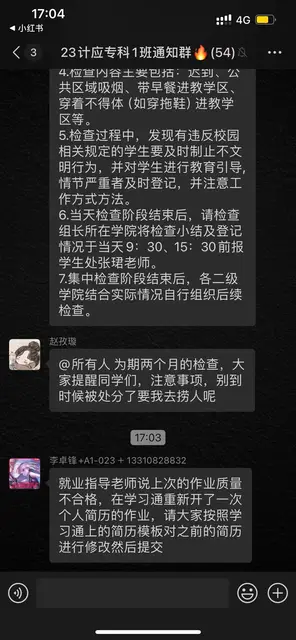 17:04
4G
小红书
3
23计应专科1班通知群🔥(54)
4.检查内容主要包括：迟到、公
共区域吸烟、带早餐进教学区、
穿着不得体（如穿拖鞋）进教学
区等。
5.检查过程中，发现有违反校园
相关规定的学生要及时制止不文
明行为，并对学生进行教育引导,
情节严重者及时登记，并注意工
作方式方法。
6.当天检查阶段结束后，请检查
组长所在学院将检查小结及登记
情况于当天9：30、15：30前报
学生处张珺老师。
7.集中检查阶段结束后，各二级
学院结合实际情况自行组织后续
检查。
赵孜璇
@所有人 为期两个月的检查，大
家提醒同学们，注意事项，别到
时候被处分了要我去捞人呢
17:03
李卓锋+A1-023＋13310828832
就业指导老师说上次的作业质量
不合格，在学习通重新开了一次
个人简历的作业，请大家按照学
习通上的简历模板对之前的简历
进行修改然后提交